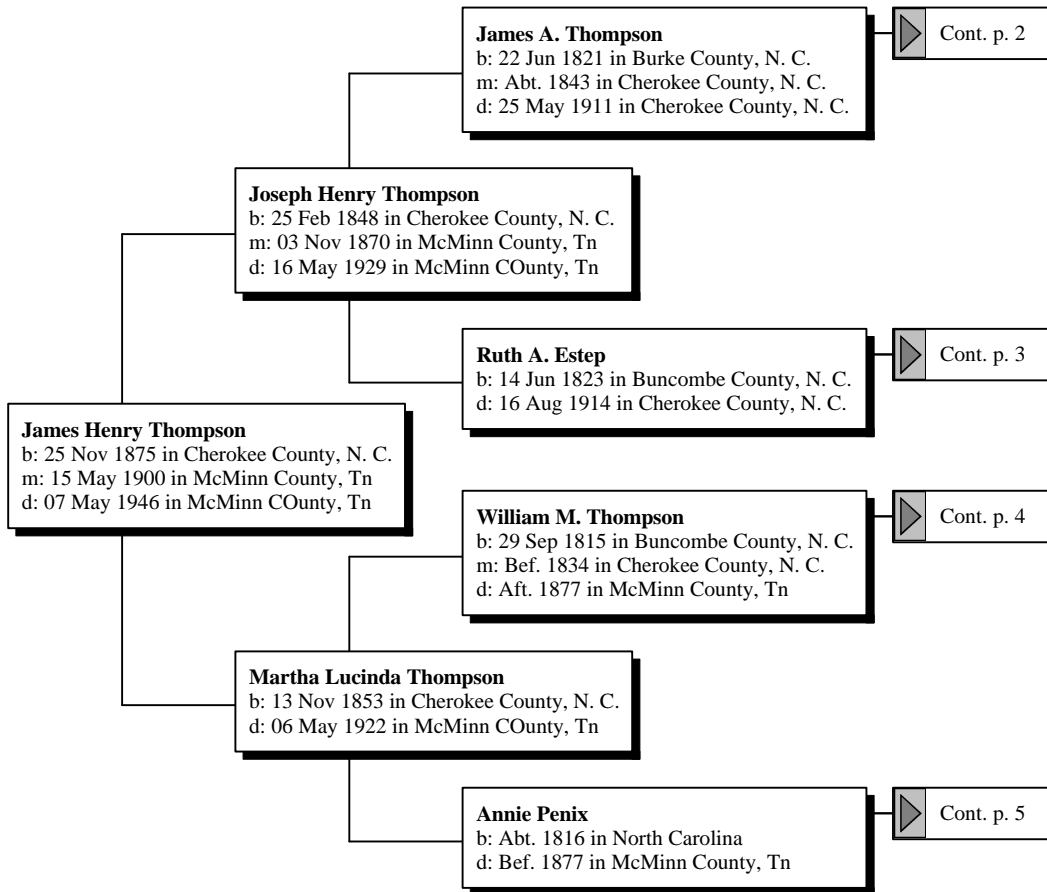 James A. Thompson
b: 22 Jun 1821 in Burke County, N. C.
m: Abt. 1843 in Cherokee County, N. C.
d: 25 May 1911 in Cherokee County, N. C.
Cont. p. 2
Joseph Henry Thompson
b: 25 Feb 1848 in Cherokee County, N. C.
m: 03 Nov 1870 in McMinn County, Tn
d: 16 May 1929 in McMinn COunty, Tn
Ruth A. Estep
b: 14 Jun 1823 in Buncombe County, N. C.
d: 16 Aug 1914 in Cherokee County, N. C.
Cont. p. 3
James Henry Thompson
b: 25 Nov 1875 in Cherokee County, N. C.
m: 15 May 1900 in McMinn County, Tn
d: 07 May 1946 in McMinn COunty, Tn
William M. Thompson
b: 29 Sep 1815 in Buncombe County, N. C.
m: Bef. 1834 in Cherokee County, N. C.
d: Aft. 1877 in McMinn County, Tn
Cont. p. 4
Martha Lucinda Thompson
b: 13 Nov 1853 in Cherokee County, N. C.
d: 06 May 1922 in McMinn COunty, Tn
Annie Penix
b: Abt. 1816 in North Carolina
d: Bef. 1877 in McMinn County, Tn
Cont. p. 5